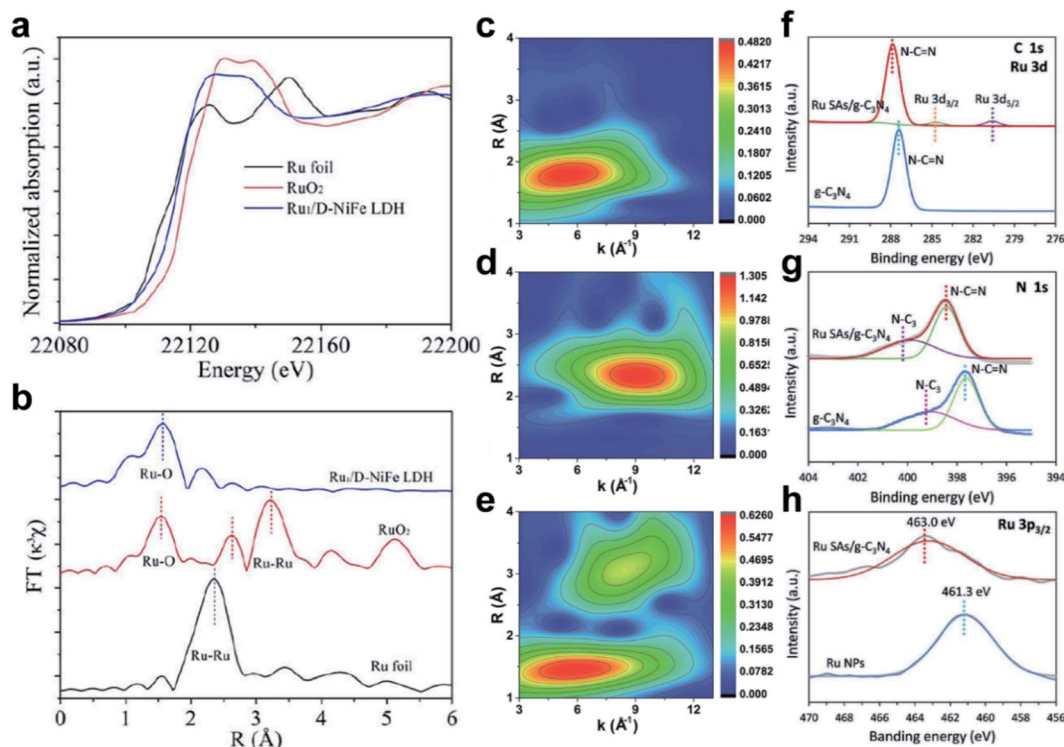 a
Normalized absorption (a.u.)
Ru foil
RuO₂
Ru₁/D-NiFe LDH
22080 22120 22160 22200
Energy (eV)
b
FT (κ³χ)
Ru-O
Ru₁/D-NiFe LDH
Ru-O
Ru-Ru
RuO₂
Ru-Ru
Ru foil
0 1 2 3 4 5 6
R (Å)
c
R (Å)
4
3
2
1
3 6 9 12
k (Å⁻¹)
0.4820
0.4215
0.3615
0.3013
0.2410
0.1807
0.1205
0.0602
0.000
d
R (Å)
4
3
2
1
3 6 9 12
k (Å⁻¹)
1.305
1.142
0.9788
0.8156
0.6525
0.4894
0.3262
0.1631
0.000
e
R (Å)
4
3
2
1
3 6 9 12
k (Å⁻¹)
0.6260
0.5477
0.4695
0.3912
0.3130
0.2348
0.1565
0.0782
0.000
f
C 1s
Ru 3d
Intensity (a.u.)
N-C=N
Ru SAs/g-C₃N₄
Ru 3d₃/₂
Ru 3d₅/₂
N-C=N
g-C₃N₄
294 291 288 285 282 279 276
Binding energy (eV)
g
N 1s
Intensity (a.u.)
N-C=N
N-C₃
Ru SAs/g-C₃N₄
N-C=N
N-C₃
g-C₃N₄
404 402 400 398 396 394
Binding energy (eV)
h
Ru 3p₃/₂
Intensity (a.u.)
463.0 eV
Ru SAs/g-C₃N₄
461.3 eV
Ru NPs
470 468 466 464 462 460 458 456
Banding energy (eV)